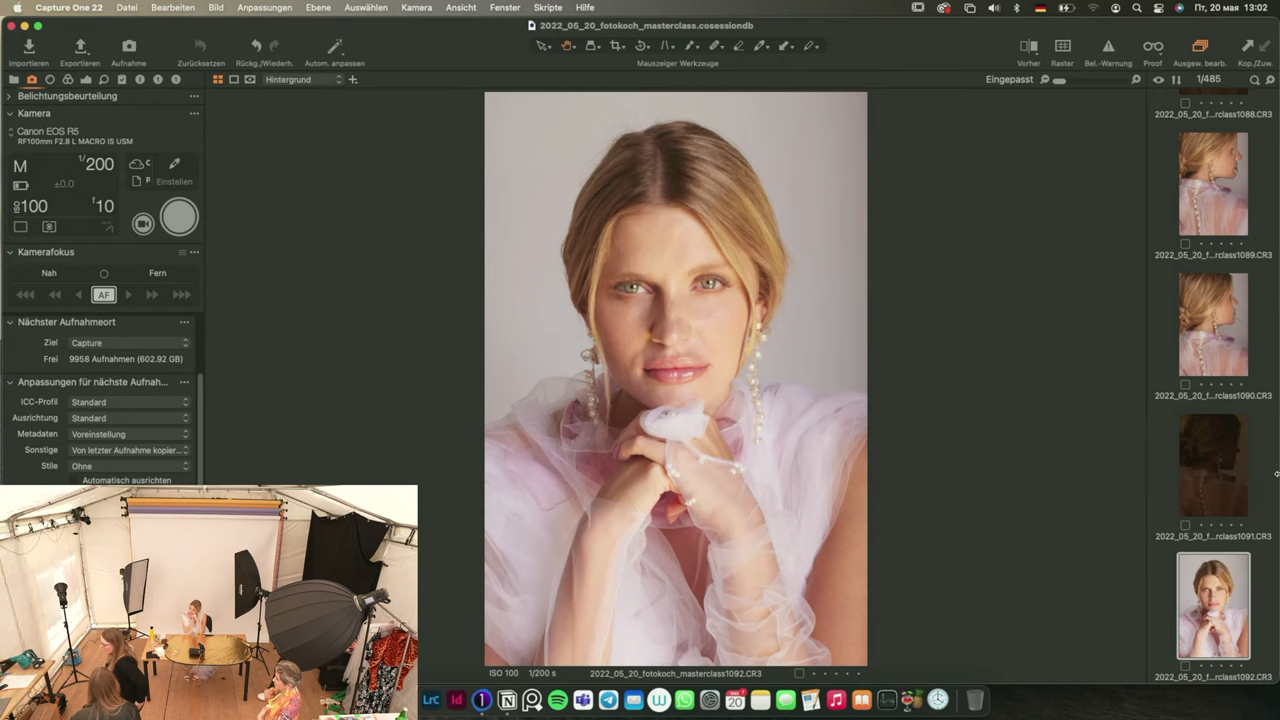 Capture One 22 Datei Bearbeiten Bild Anpassungen Ebene Auswählen Kamera Ansicht Fenster Skripte Hilfe Пт, 20 мая 13:02
2022_05_20_fotokoch_masterclass.cosessiondb
Importieren Exportieren Aufnahme Zurücksetzen Rückg./Wiederh. Autom. anpassen Mauszeiger Werkzeuge Vorher Raster Bel.-Warnung Proof Ausgew. bearb. Kop./Zuw.
Hintergrund Eingepasst 1/485
Belichtungsbeurteilung
Kamera
Canon EOS R5
RF100mm F2.8 L MACRO IS USM
M 1/200
±0.0
Einstellen
ISO100 f10
Kamerafokus
Nah Fern
AF
Nächster Aufnahmeort
Ziel Capture
Frei 9958 Aufnahmen (602.92 GB)
Anpassungen für nächste Aufnah...
ICC-Profil Standard
Ausrichtung Standard
Metadaten Voreinstellung
Sonstige Von letzter Aufnahme kopier...
Stile Ohne
Automatisch ausrichten
2022_05_20_f...rclass1088.CR3
2022_05_20_f...rclass1089.CR3
2022_05_20_f...rclass1090.CR3
2022_05_20_f...rclass1091.CR3
2022_05_20_f...rclass1092.CR3
ISO 100 1/200 s 2022_05_20_fotokoch_masterclass1092.CR3
Lrc Id 20